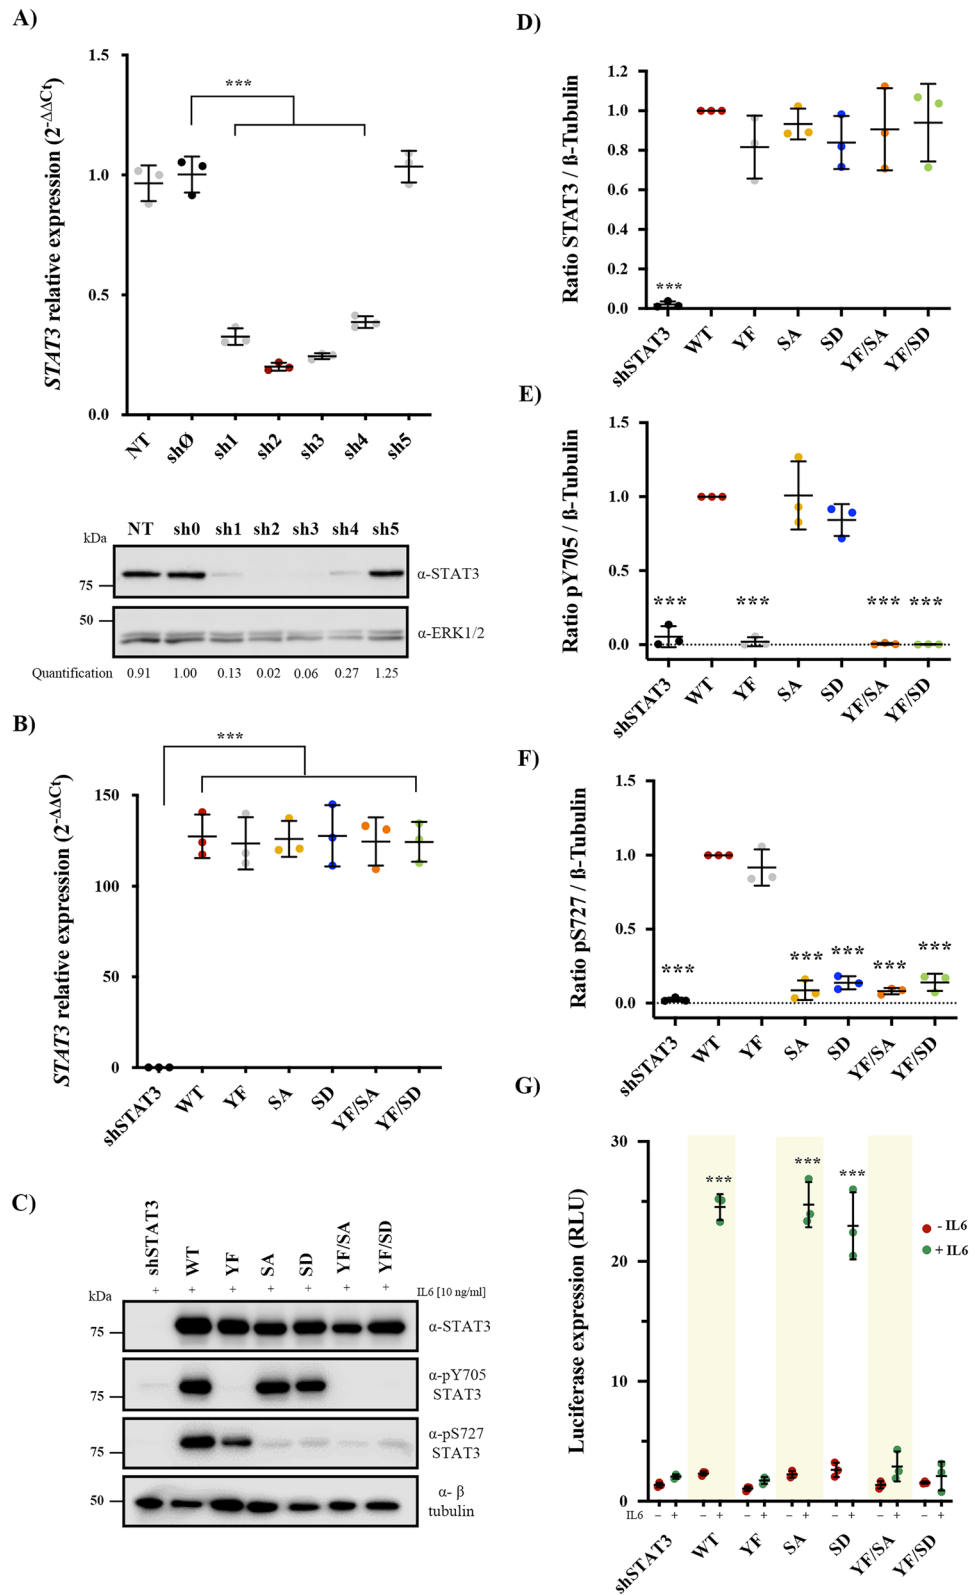 A)
STAT3 relative expression (2-ΔΔCt)
1.5
1.0
0.5
0.0
***
NT
shØ
sh1
sh2
sh3
sh4
sh5
kDa
NT sh0 sh1 sh2 sh3 sh4 sh5
75
α-STAT3
50
α-ERK1/2
Quantification 0.91 1.00 0.13 0.02 0.06 0.27 1.25
B)
STAT3 relative expression (2-ΔΔCt)
150
100
50
0
***
shSTAT3
WT
YF
SA
SD
YF/SA
YF/SD
C)
shSTAT3
WT
YF
SA
SD
YF/SA
YF/SD
kDa
+ + + + + + + IL6 [10 ng/ml]
75
α-STAT3
75
α-pY705
STAT3
75
α-pS727
STAT3
50
α- β
tubulin
D)
Ratio STAT3 / ß-Tubulin
1.2
1.0
0.8
0.6
0.4
0.2
0.0
***
shSTAT3
WT
YF
SA
SD
YF/SA
YF/SD
E)
Ratio pY705 / ß-Tubulin
1.5
1.0
0.5
0.0
*** *** *** ***
shSTAT3
WT
YF
SA
SD
YF/SA
YF/SD
F)
Ratio pS727 / ß-Tubulin
1.5
1.0
0.5
0.0
*** *** *** *** ***
shSTAT3
WT
YF
SA
SD
YF/SA
YF/SD
G)
Luciferase expression (RLU)
30
20
10
0
*** *** ***
- IL6
+ IL6
IL6 − + − + − + − + − + − + − +
shSTAT3
WT
YF
SA
SD
YF/SA
YF/SD